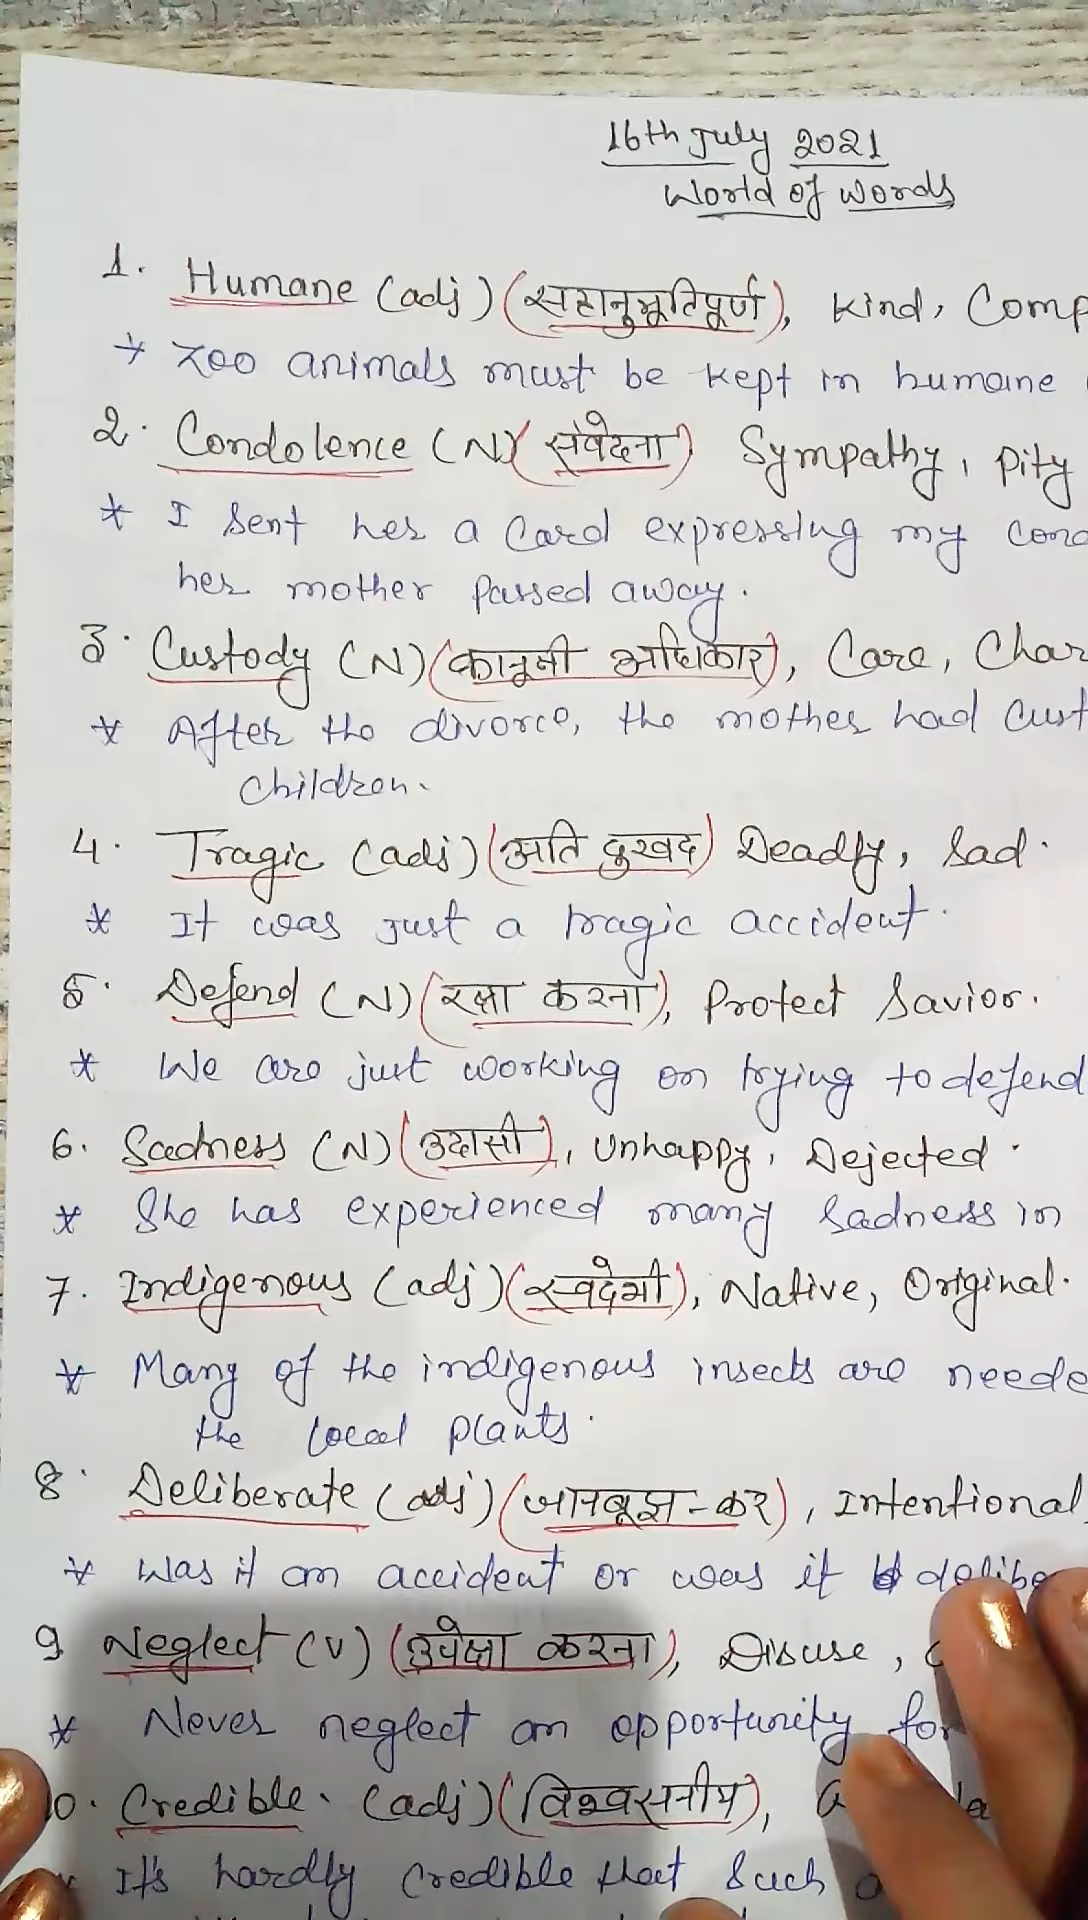 16th July 2021
World of Words
1. Humane (adj) (सहानुभूतिपूर्ण), Kind, Comp
* Zoo animals must be kept in humane
2. Condolence (N) (संवेदना) Sympathy, Pity
* I sent her a card expressing my cond
her mother passed away.
3. Custody (N) (कानूनी अधिकार), Care, Char
* After the divorce, the mother had cust
children.
4. Tragic (adj) (अति दुखद) Deadly, Sad.
* It was just a tragic accident.
5. Defend (N) (रक्षा करना), Protect Savior.
* We are just working on trying to defend
6. Sadness (N) (उदासी), Unhappy, Dejected.
* She has experienced many sadness in
7. Indigenous (adj) (स्वदेशी), Native, Original.
* Many of the indigenous insects are neede
the local plants.
8. Deliberate (adj) (जानबूझ-कर), Intentional,
* Was it an accident or was it delibe
9 Neglect (V) (उपेक्षा करना), Disuse,
* Never neglect an opportunity for
10. Credible. (adj) (विश्वसनीय),
* It's hardly credible that such